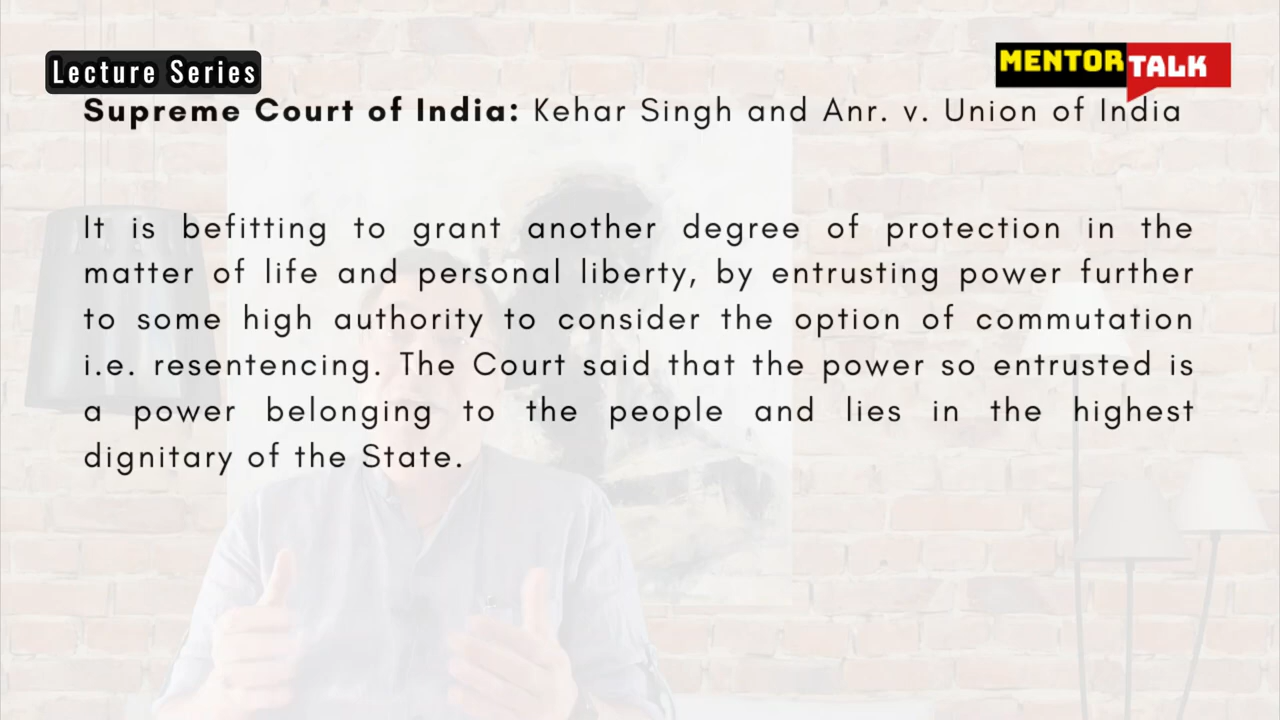 Lecture Series
MENTOR TALK
Supreme Court of India: Kehar Singh and Anr. v. Union of India
It is befitting to grant another degree of protection in the
matter of life and personal liberty, by entrusting power further
to some high authority to consider the option of commutation
i.e. resentencing. The Court said that the power so entrusted is
a power belonging to the people and lies in the highest
dignitary of the State.